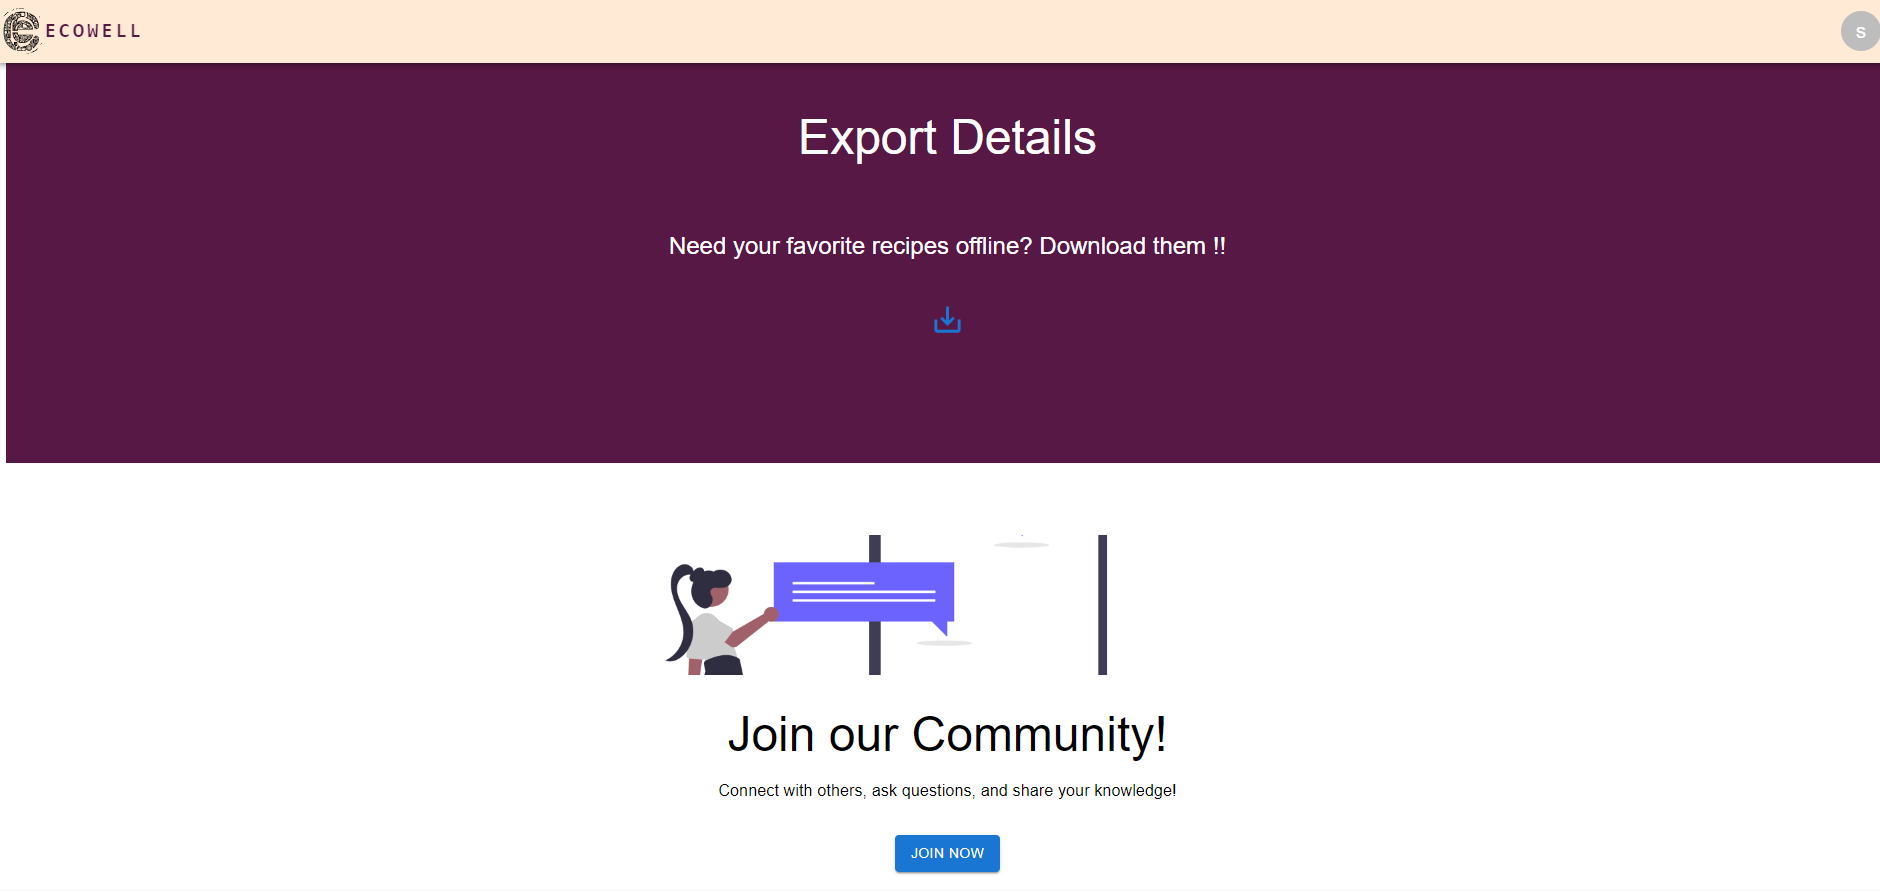 ECOWELL
S
Export Details
Need your favorite recipes offline? Download them !!
Join our Community!
Connect with others, ask questions, and share your knowledge!
JOIN NOW